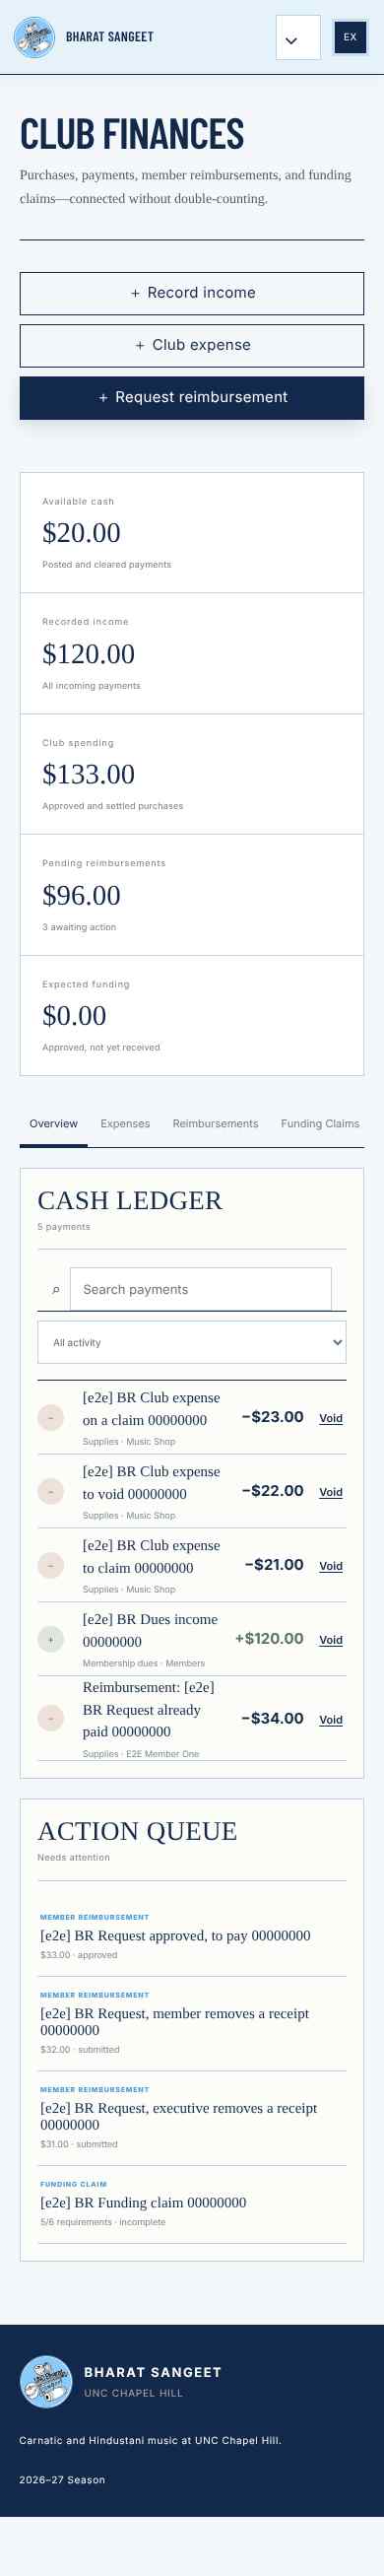 BHARAT SANGEET
EX
CLUB FINANCES
Purchases, payments, member reimbursements, and funding
claims—connected without double-counting.
+ Record income
+ Club expense
+ Request reimbursement
Available cash
$20.00
Posted and cleared payments
Recorded income
$120.00
All incoming payments
Club spending
$133.00
Approved and settled purchases
Pending reimbursements
$96.00
3 awaiting action
Expected funding
$0.00
Approved, not yet received
Overview Expenses Reimbursements Funding Claims
CASH LEDGER
5 payments
⌕ Search payments
All activity
− [e2e] BR Club expense
on a claim 00000000
Supplies · Music Shop
−$23.00 Void
− [e2e] BR Club expense
to void 00000000
Supplies · Music Shop
−$22.00 Void
− [e2e] BR Club expense
to claim 00000000
Supplies · Music Shop
−$21.00 Void
+ [e2e] BR Dues income
00000000
Membership dues · Members
+$120.00 Void
− Reimbursement: [e2e]
BR Request already
paid 00000000
Supplies · E2E Member One
−$34.00 Void
ACTION QUEUE
Needs attention
MEMBER REIMBURSEMENT
[e2e] BR Request approved, to pay 00000000
$33.00 · approved
MEMBER REIMBURSEMENT
[e2e] BR Request, member removes a receipt
00000000
$32.00 · submitted
MEMBER REIMBURSEMENT
[e2e] BR Request, executive removes a receipt
00000000
$31.00 · submitted
FUNDING CLAIM
[e2e] BR Funding claim 00000000
5/6 requirements · incomplete
BHARAT SANGEET
UNC CHAPEL HILL
Carnatic and Hindustani music at UNC Chapel Hill.
2026–27 Season